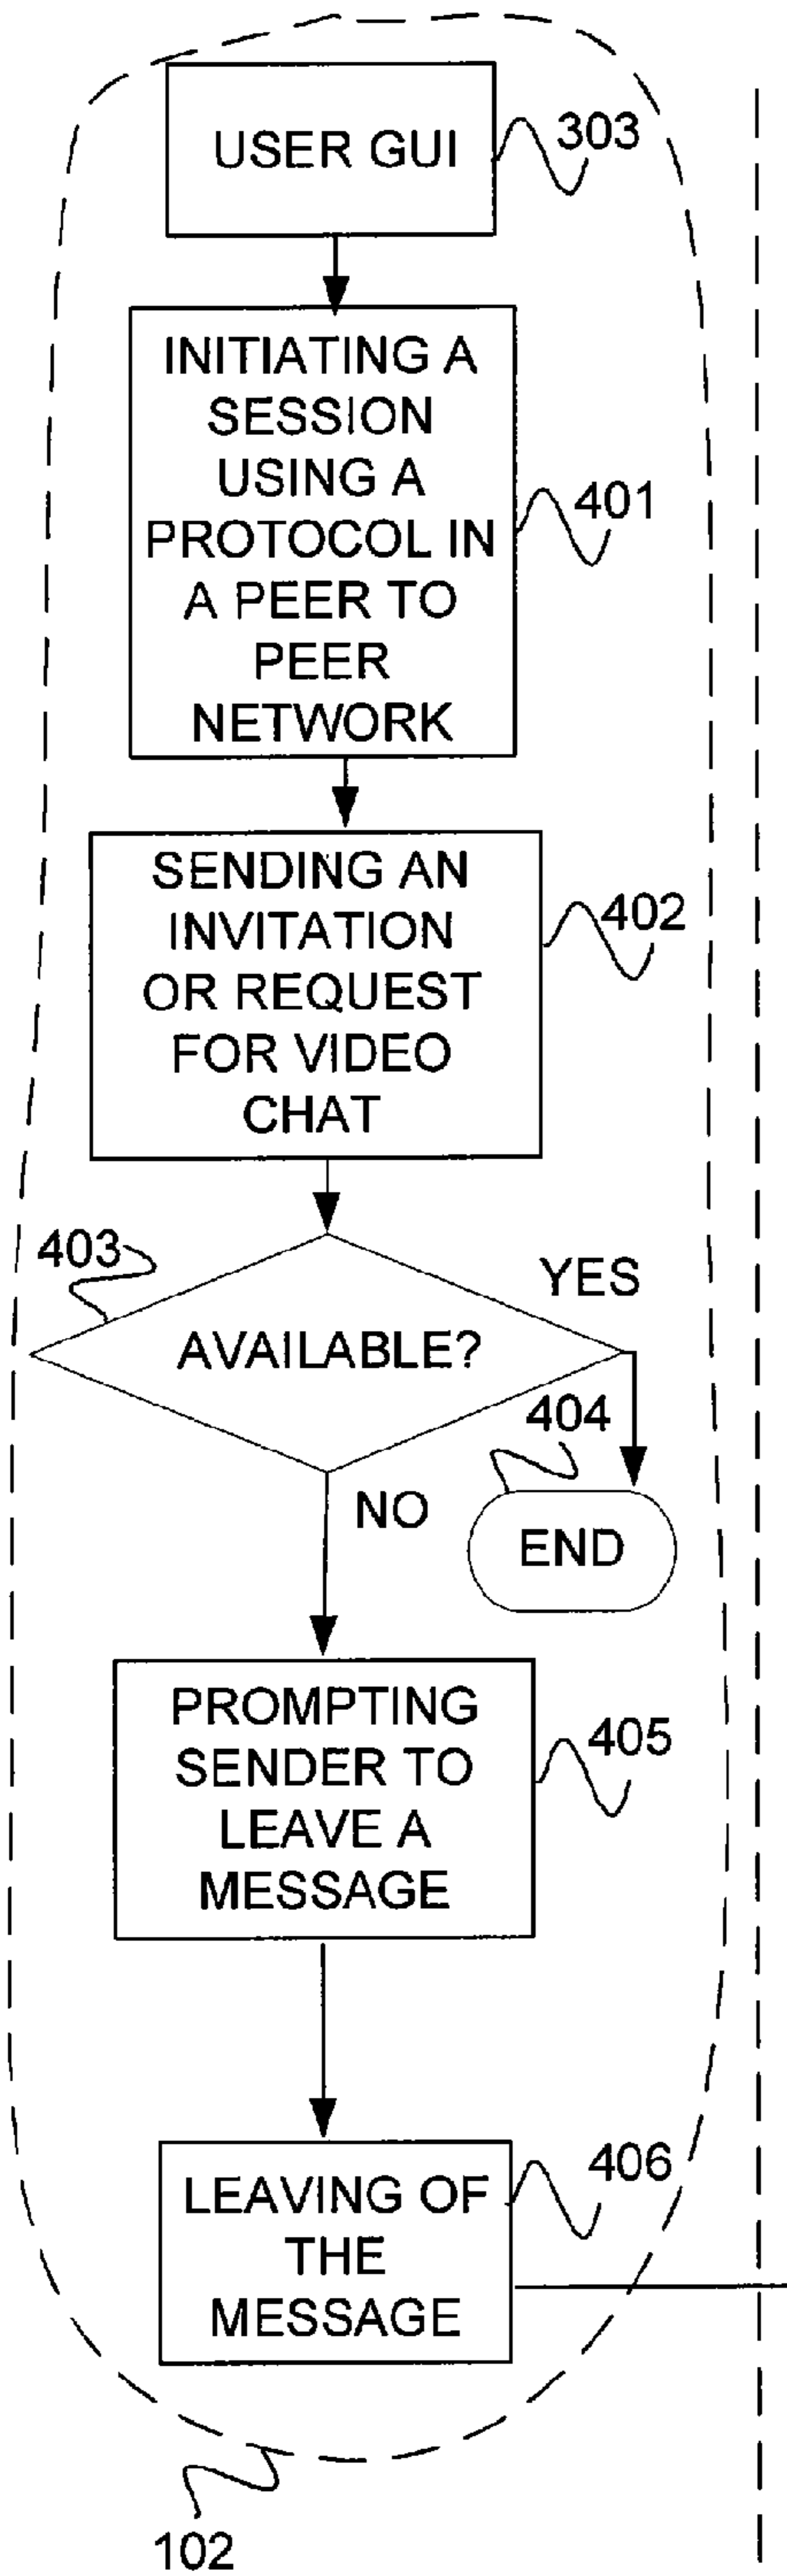 USER GUI
303
INITIATING A
SESSION
USING A
PROTOCOL IN
A PEER TO
PEER
NETWORK
401
SENDING AN
INVITATION
OR REQUEST
FOR VIDEO
CHAT
402
403
AVAILABLE?
YES
404
NO
END
PROMPTING
SENDER TO
LEAVE A
MESSAGE
405
LEAVING OF
THE
MESSAGE
406
102